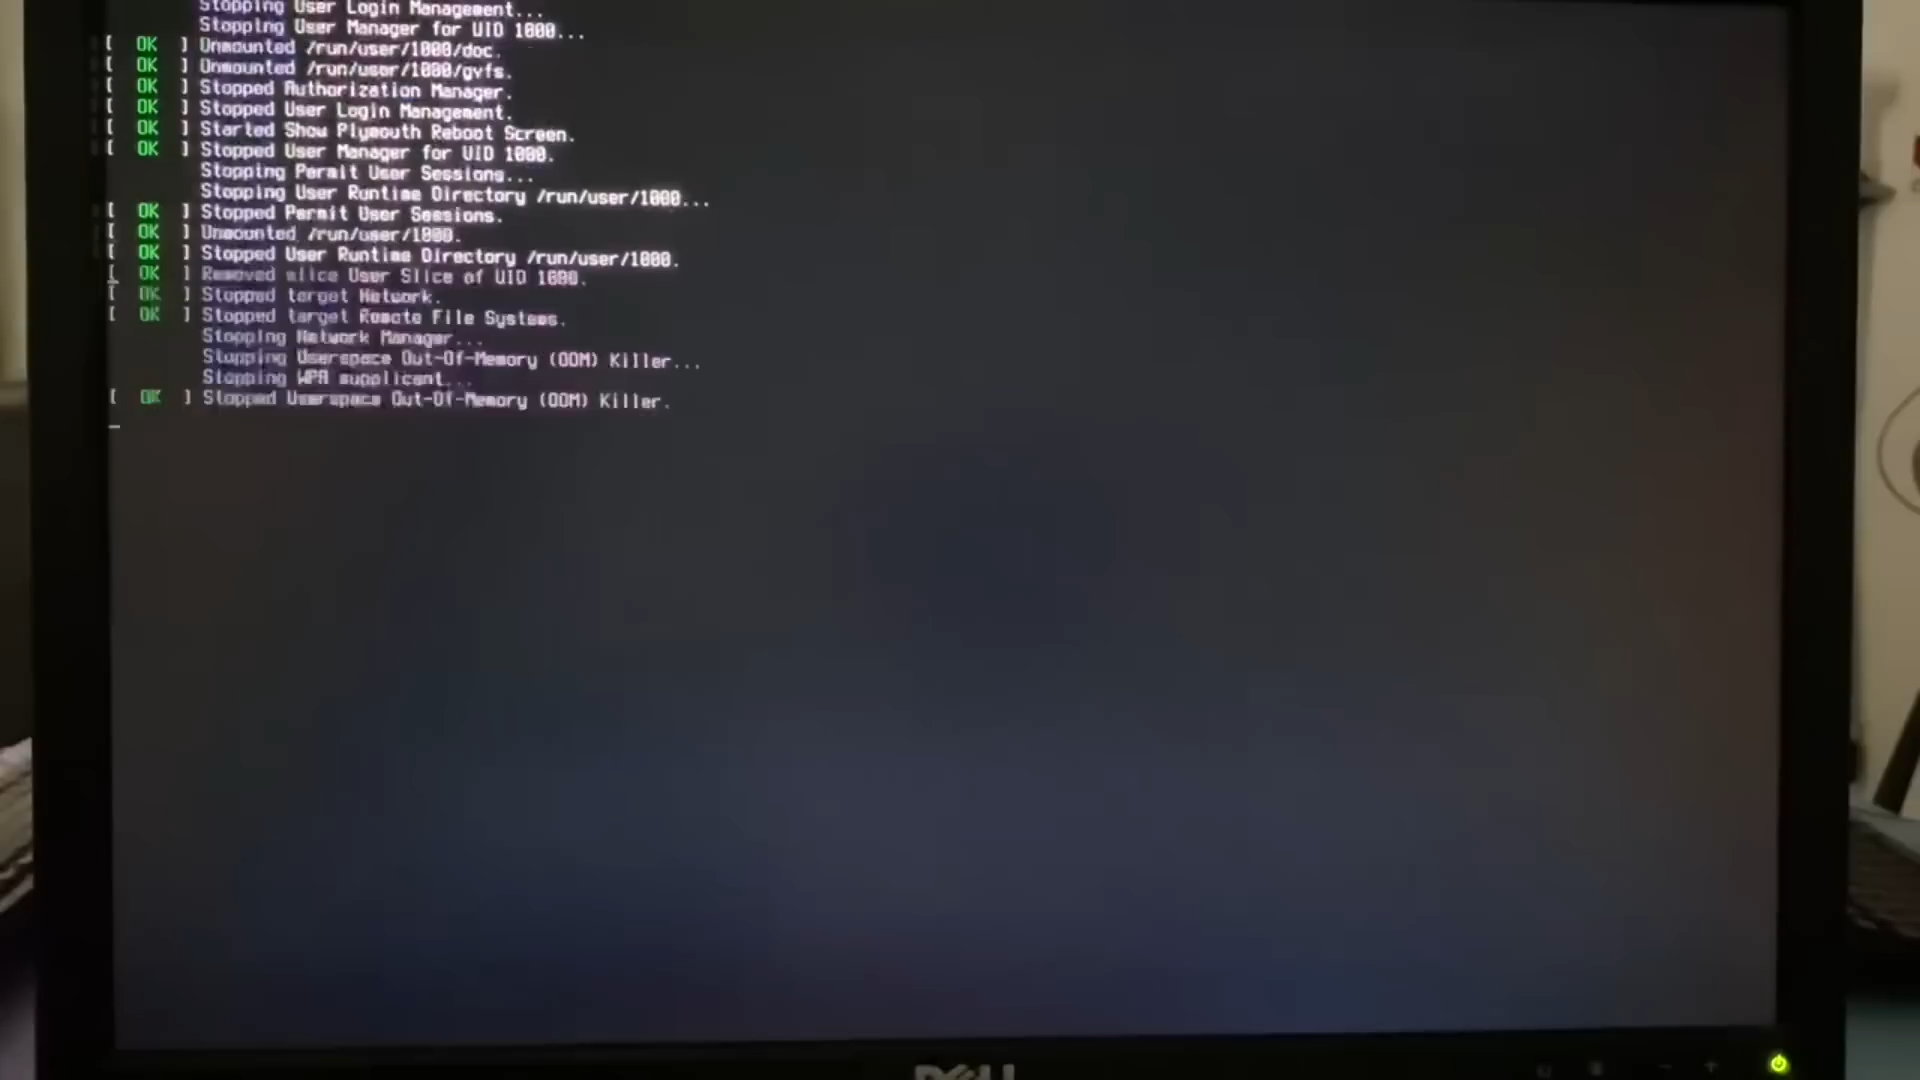 Stopping User Login Management...
Stopping User Manager for UID 1000...
[ OK ] Unmounted /run/user/1000/doc.
[ OK ] Unmounted /run/user/1000/gvfs.
[ OK ] Stopped Authorization Manager.
[ OK ] Stopped User Login Management.
[ OK ] Started Show Plymouth Reboot Screen.
[ OK ] Stopped User Manager for UID 1000.
Stopping Permit User Sessions...
Stopping User Runtime Directory /run/user/1000...
[ OK ] Stopped Permit User Sessions.
[ OK ] Unmounted /run/user/1000.
[ OK ] Stopped User Runtime Directory /run/user/1000.
[ OK ] Removed slice User Slice of UID 1000.
[ OK ] Stopped target Network.
[ OK ] Stopped target Remote File Systems.
Stopping Network Manager...
Stopping Userspace Out-Of-Memory (OOM) Killer...
Stopping WPA supplicant...
[ OK ] Stopped Userspace Out-Of-Memory (OOM) Killer.
DELL